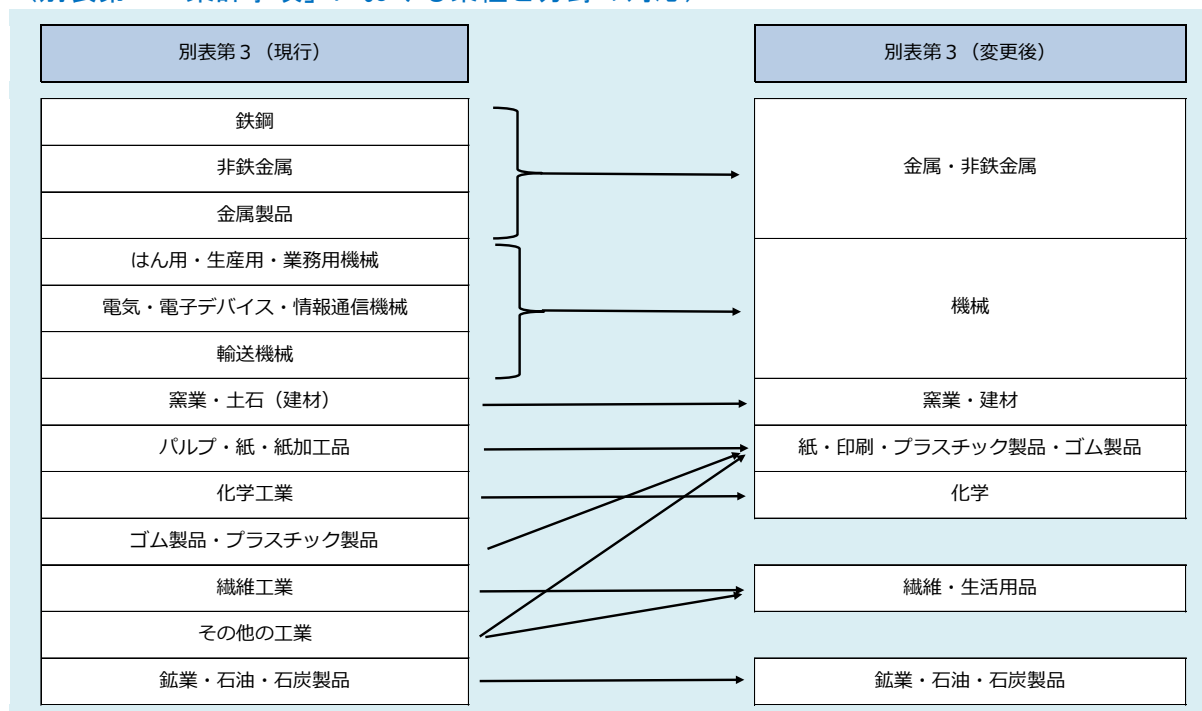 別表第3（現行）
別表第3（変更後）
鉄鋼
非鉄金属
金属製品
はん用・生産用・業務用機械
電気・電子デバイス・情報通信機械
輸送機械
窯業・土石（建材）
パルプ・紙・紙加工品
化学工業
ゴム製品・プラスチック製品
繊維工業
その他の工業
鉱業・石油・石炭製品
金属・非鉄金属
機械
窯業・建材
紙・印刷・プラスチック製品・ゴム製品
化学
繊維・生活用品
鉱業・石油・石炭製品